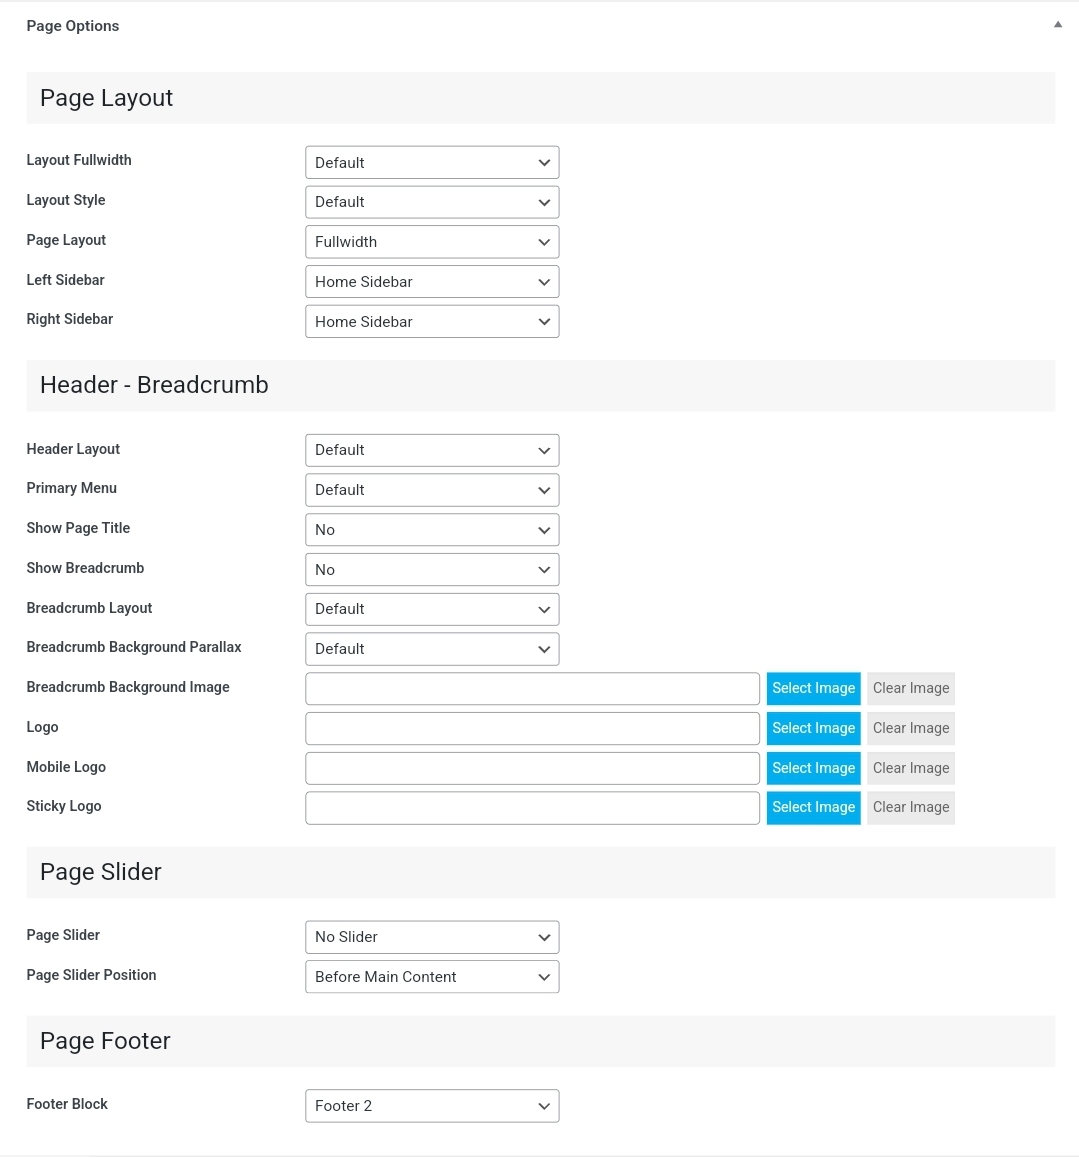 Page Options
Page Layout
Layout Fullwidth Default
Layout Style Default
Page Layout Fullwidth
Left Sidebar Home Sidebar
Right Sidebar Home Sidebar
Header - Breadcrumb
Header Layout Default
Primary Menu Default
Show Page Title No
Show Breadcrumb No
Breadcrumb Layout Default
Breadcrumb Background Parallax Default
Breadcrumb Background Image Select Image Clear Image
Logo Select Image Clear Image
Mobile Logo Select Image Clear Image
Sticky Logo Select Image Clear Image
Page Slider
Page Slider No Slider
Page Slider Position Before Main Content
Page Footer
Footer Block Footer 2